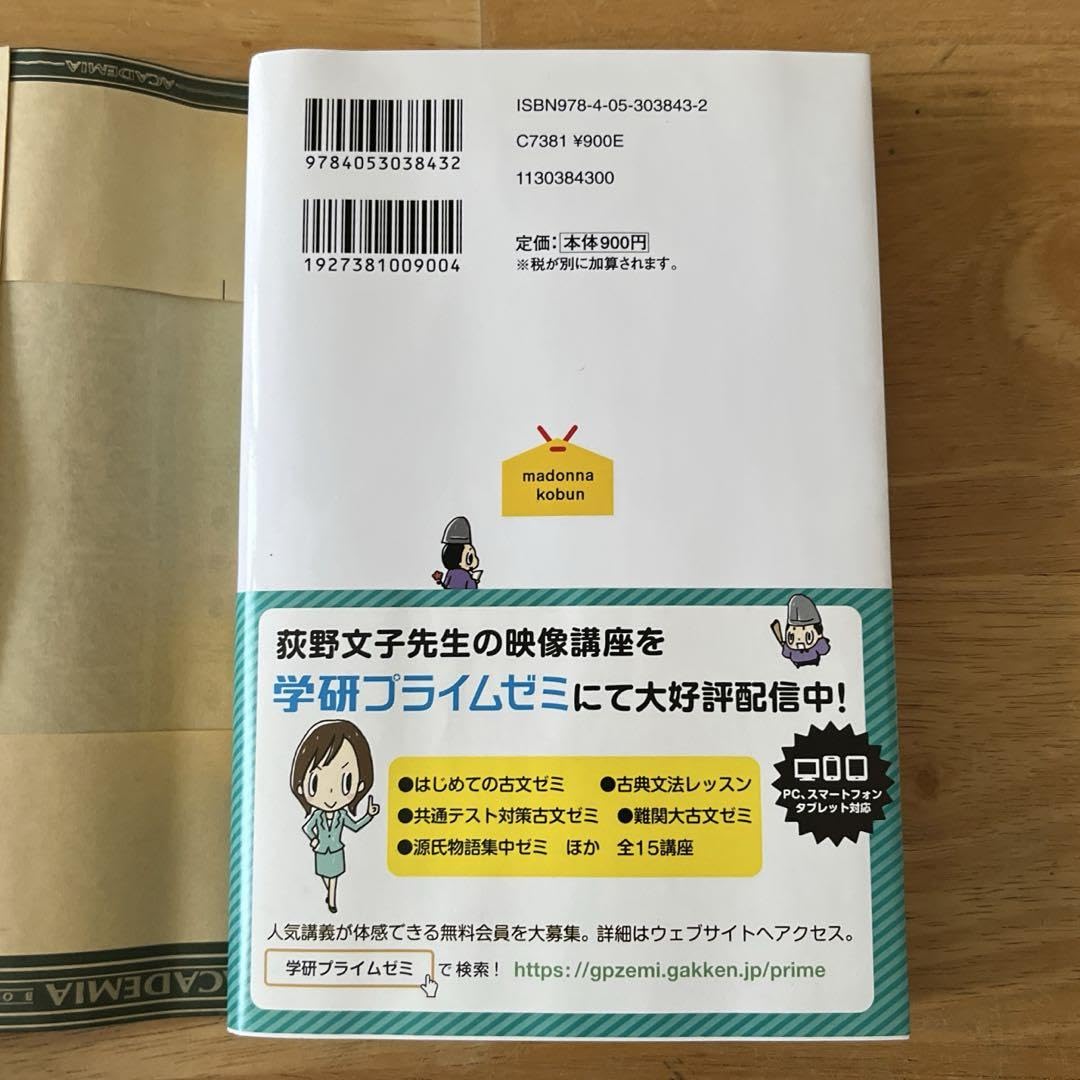 ACADEMIA
9784053038432
ISBN978-4-05-303843-2
C7381 ¥900E
1130384300
1927381009004
定価：本体900円
※税が別に加算されます。
madonna
kobun
荻野文子先生の映像講座を
学研プライムゼミにて大好評配信中！
●はじめての古文ゼミ ●古典文法レッスン
●共通テスト対策古文ゼミ ●難関大古文ゼミ
●源氏物語集中ゼミ ほか 全15講座
PC、スマートフォン
タブレット対応
人気講義が体感できる無料会員を大募集。詳細はウェブサイトへアクセス。
学研プライムゼミ で検索！ https://gpzemi.gakken.jp/prime
ACADEMIA